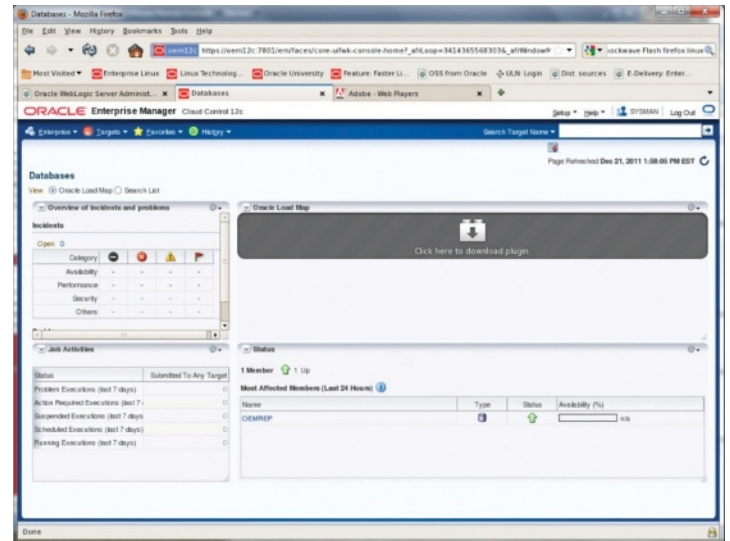 Databases - Mozilla Firefox
File Edit View History Bookmarks Tools Help
oem12c https://oem12c:7801/em/faces/core-uifwk-console-home?_afrLoop=34143655683036_afrWindowM ockwave Flash firefox linux
Most Visited Enterprise Linux Linux Technolog... Oracle University Feature: Faster Li... OSS from Oracle ULN Login Dist. sources E-Delivery: Enter...
Oracle WebLogic Server Administ... Databases Adobe - Web Players
ORACLE Enterprise Manager Cloud Control 12c Setup Help SYSMAN Log Out
Enterprise Targets Favorites History Search Target Name
Page Refreshed Dec 21, 2011 1:58:05 PM EST
Databases
View Oracle Load Map Search List
Overview of incidents and problems
Incidents
Open 0
Category
Availability - - - -
Performance - - - -
Security - - - -
Others - - - -
Oracle Load Map
Click here to download plugin.
Job Activities
Status Submitted To Any Target
Problem Executions (last 7 days) 0
Action Required Executions (last 7 0
Suspended Executions (last 7 days) 0
Scheduled Executions (last 7 days) 0
Running Executions (last 7 days) 0
Status
1 Member 1 Up
Most Affected Members (Last 24 Hours)
Name Type Status Availability (%)
OEMREP n/a
Done